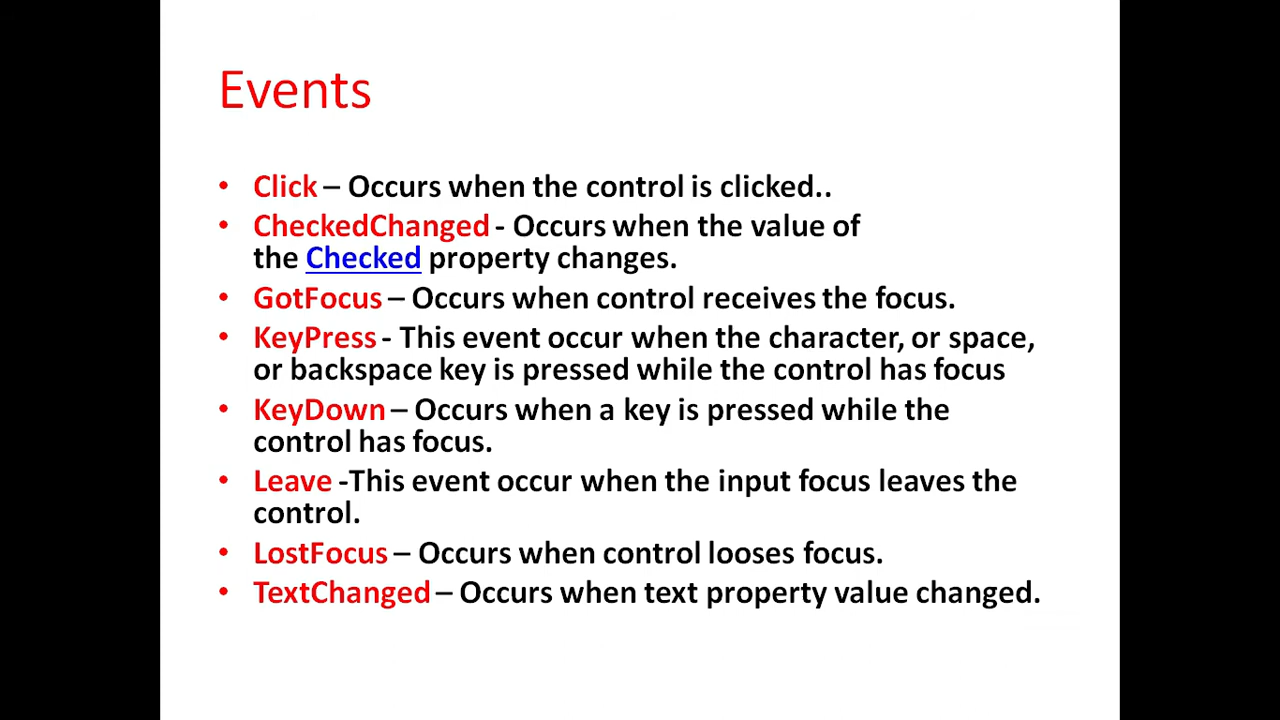 Events
• Click – Occurs when the control is clicked..
• CheckedChanged - Occurs when the value of
the Checked property changes.
• GotFocus – Occurs when control receives the focus.
• KeyPress - This event occur when the character, or space,
or backspace key is pressed while the control has focus
• KeyDown – Occurs when a key is pressed while the
control has focus.
• Leave -This event occur when the input focus leaves the
control.
• LostFocus – Occurs when control looses focus.
• TextChanged – Occurs when text property value changed.